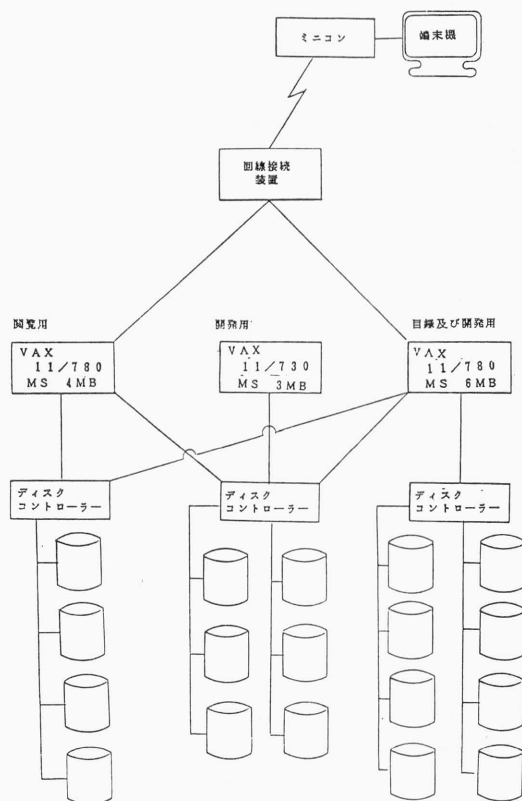 ミニコン
端末機
回線接続
装置
閲覧用
開発用
目録及び開発用
VAX
11/780
MS 4MB
VAX
11/730
MS 3MB
VAX
11/780
MS 6MB
ディスク
コントローラー
ディスク
コントローラー
ディスク
コントローラー